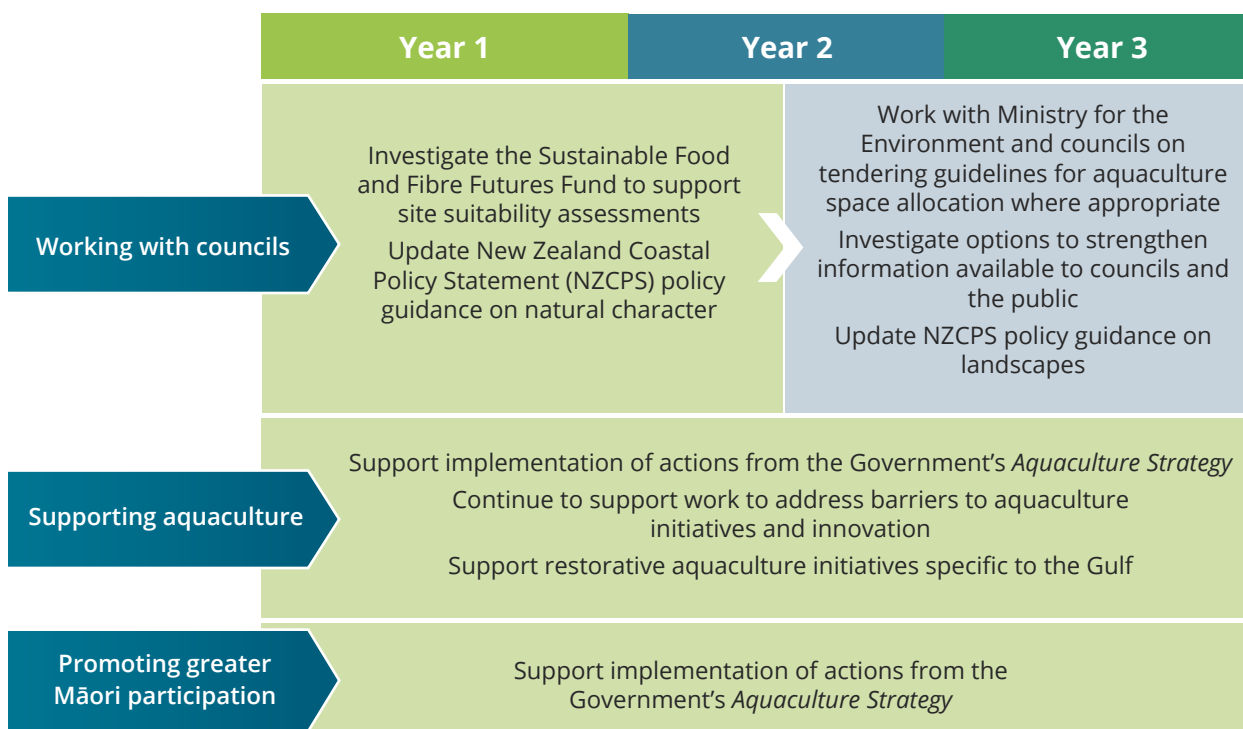 Year 1
Year 2
Year 3
Working with councils
Investigate the Sustainable Food
and Fibre Futures Fund to support
site suitability assessments
Update New Zealand Coastal
Policy Statement (NZCPS) policy
guidance on natural character
Work with Ministry for the
Environment and councils on
tendering guidelines for aquaculture
space allocation where appropriate
Investigate options to strengthen
information available to councils and
the public
Update NZCPS policy guidance on
landscapes
Supporting aquaculture
Support implementation of actions from the Government’s Aquaculture Strategy
Continue to support work to address barriers to aquaculture
initiatives and innovation
Support restorative aquaculture initiatives specific to the Gulf
Promoting greater
Māori participation
Support implementation of actions from the
Government’s Aquaculture Strategy